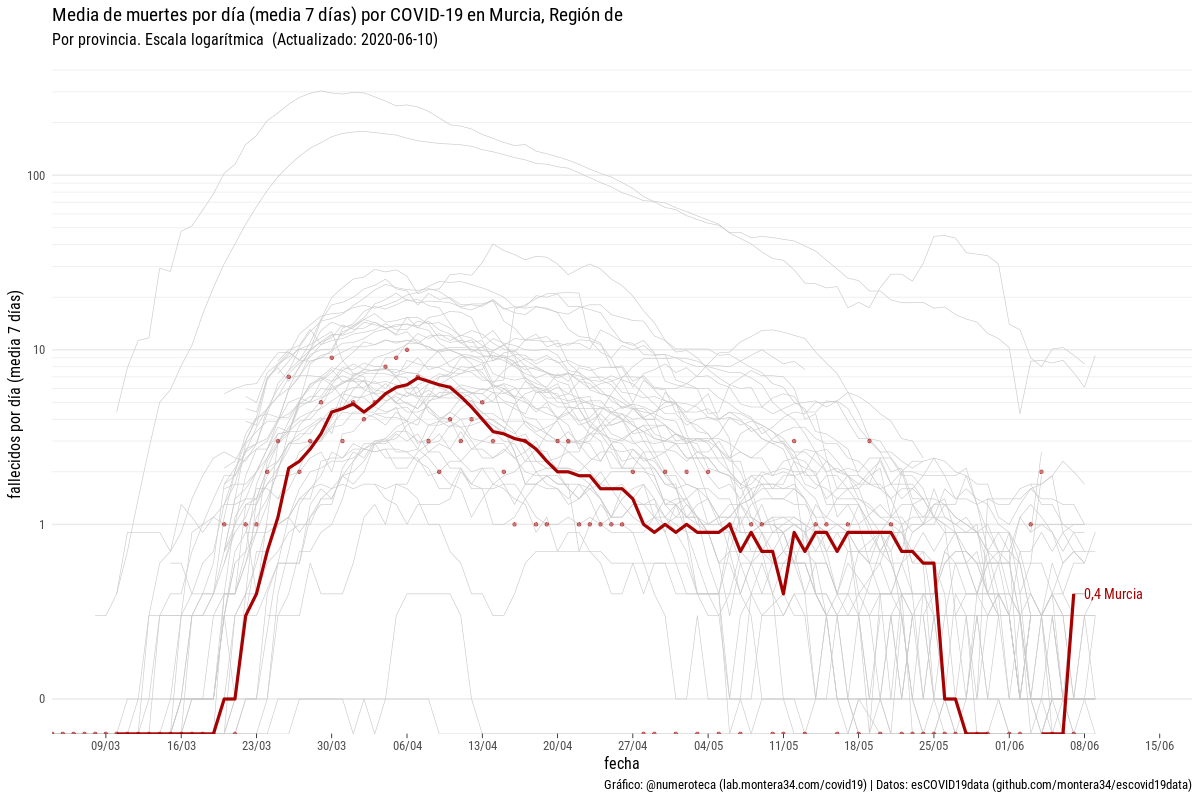 Media de muertes por día (media 7 días) por COVID-19 en Murcia, Región de
Por provincia. Escala logarítmica  (Actualizado: 2020-06-10)
fallecidos por día (media  7 días)
100
10
1
0
0,4 Murcia
09/03 16/03 23/03 30/03 06/04 13/04 20/04 27/04 04/05 11/05 18/05 25/05 01/06 08/06 15/06
fecha
Gráfico: @numeroteca (lab.montera34.com/covid19) | Datos: esCOVID19data (github.com/montera34/escovid19data)